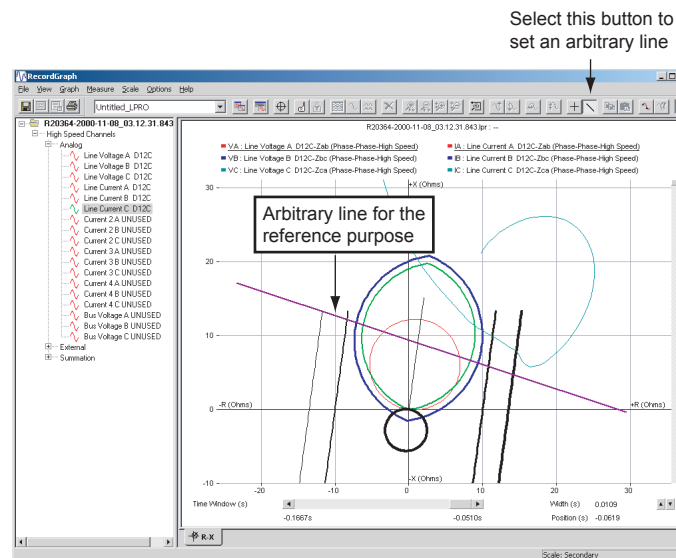 Select this button to
set an arbitrary line
RecordGraph
File View Graph Measure Scale Options Help
Untitled_LPRO
R20364-2000-11-08_03.12.31.843
High Speed Channels
Analog
Line Voltage A D12C
Line Voltage B D12C
Line Voltage C D12C
Line Current A D12C
Line Current B D12C
Line Current C D12C
Current 2 A UNUSED
Current 2 B UNUSED
Current 2 C UNUSED
Current 3 A UNUSED
Current 3 B UNUSED
Current 3 C UNUSED
Current 4 A UNUSED
Current 4 B UNUSED
Current 4 C UNUSED
Bus Voltage A UNUSED
Bus Voltage B UNUSED
Bus Voltage C UNUSED
External
Summation
R20364-2000-11-08_03.12.31.843.lpr : --
VA : Line Voltage A D12C-Zab (Phase-Phase-High Speed)
IA : Line Current A D12C-Zab (Phase-Phase-High Speed)
VB : Line Voltage B D12C-Zbc (Phase-Phase-High Speed)
IB : Line Current B D12C-Zbc (Phase-Phase-High Speed)
VC : Line Voltage C D12C-Zca (Phase-Phase-High Speed)
IC : Line Current C D12C-Zca (Phase-Phase-High Speed)
+X (Ohms)
30
Arbitrary line for the
reference purpose
20
10
0
-R (Ohms)
+R (Ohms)
-X (Ohms)
-10
-20 -10 0 10 20 30
Time Window (s)
Width (s) 0.0109
-0.1667s -0.0510s Position (s) -0.0619
R-X
Scale: Secondary